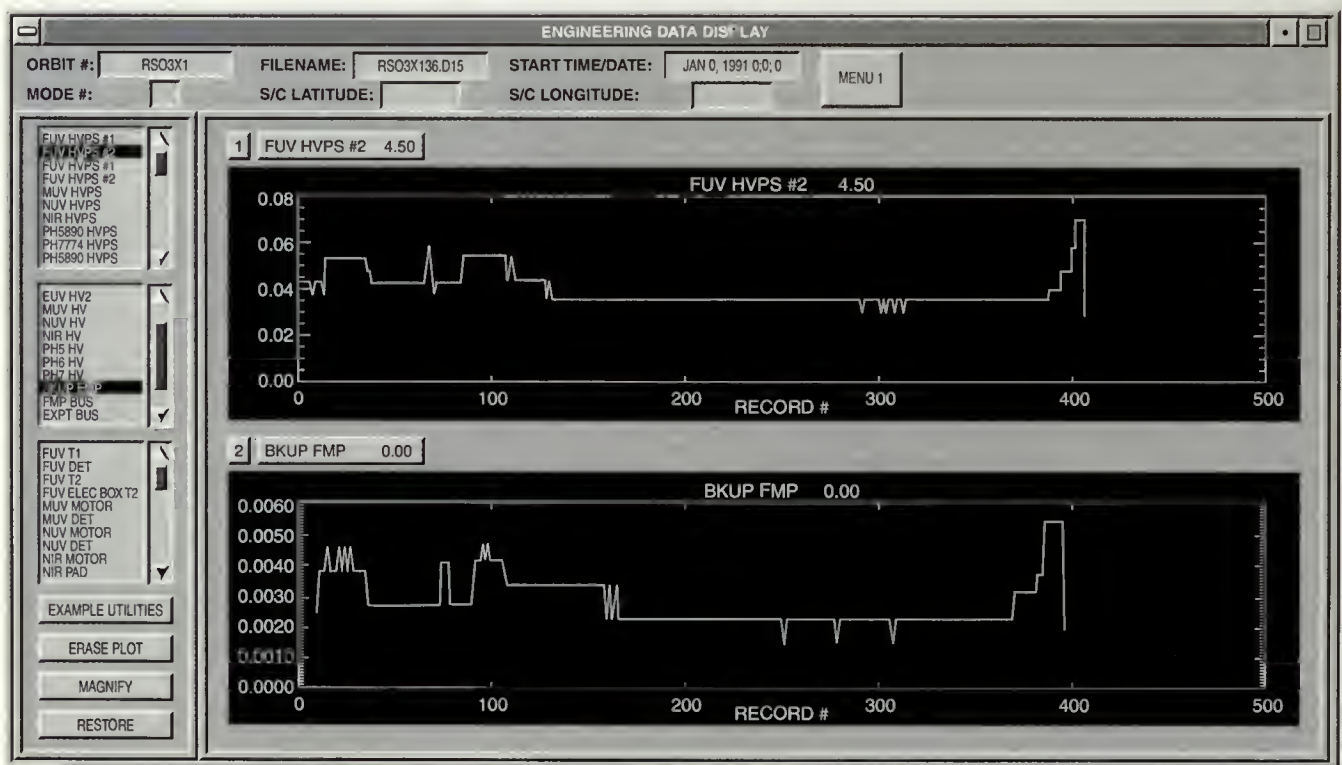 ENGINEERING DATA DISPLAY
ORBIT #: RSO3X1 FILENAME: RSO3X136.D15 START TIME/DATE: JAN 0, 1991 0;0; 0 MENU 1
MODE #: S/C LATITUDE: S/C LONGITUDE:
FUV HVPS #1
FUV HVPS #2
FUV HVPS #1
FUV HVPS #2
MUV HVPS
NUV HVPS
NIR HVPS
PH5890 HVPS
PH7774 HVPS
PH5890 HVPS
EUV HV2
MUV HV
NUV HV
NIR HV
PH5 HV
PH6 HV
PH7 HV
BKUP FMP
FMP BUS
EXPT BUS
FUV T1
FUV DET
FUV T2
FUV ELEC BOX T2
MUV MOTOR
MUV DET
NUV MOTOR
NUV DET
NIR MOTOR
NIR PAD
EXAMPLE UTILITIES
ERASE PLOT
MAGNIFY
RESTORE
1 FUV HVPS #2 4.50
FUV HVPS #2 4.50
0.08
0.06
0.04
0.02
0.00
0 100 200 300 400 500
RECORD #
2 BKUP FMP 0.00
BKUP FMP 0.00
0.0060
0.0050
0.0040
0.0030
0.0020
0.0010
0.0000
0 100 200 300 400 500
RECORD #